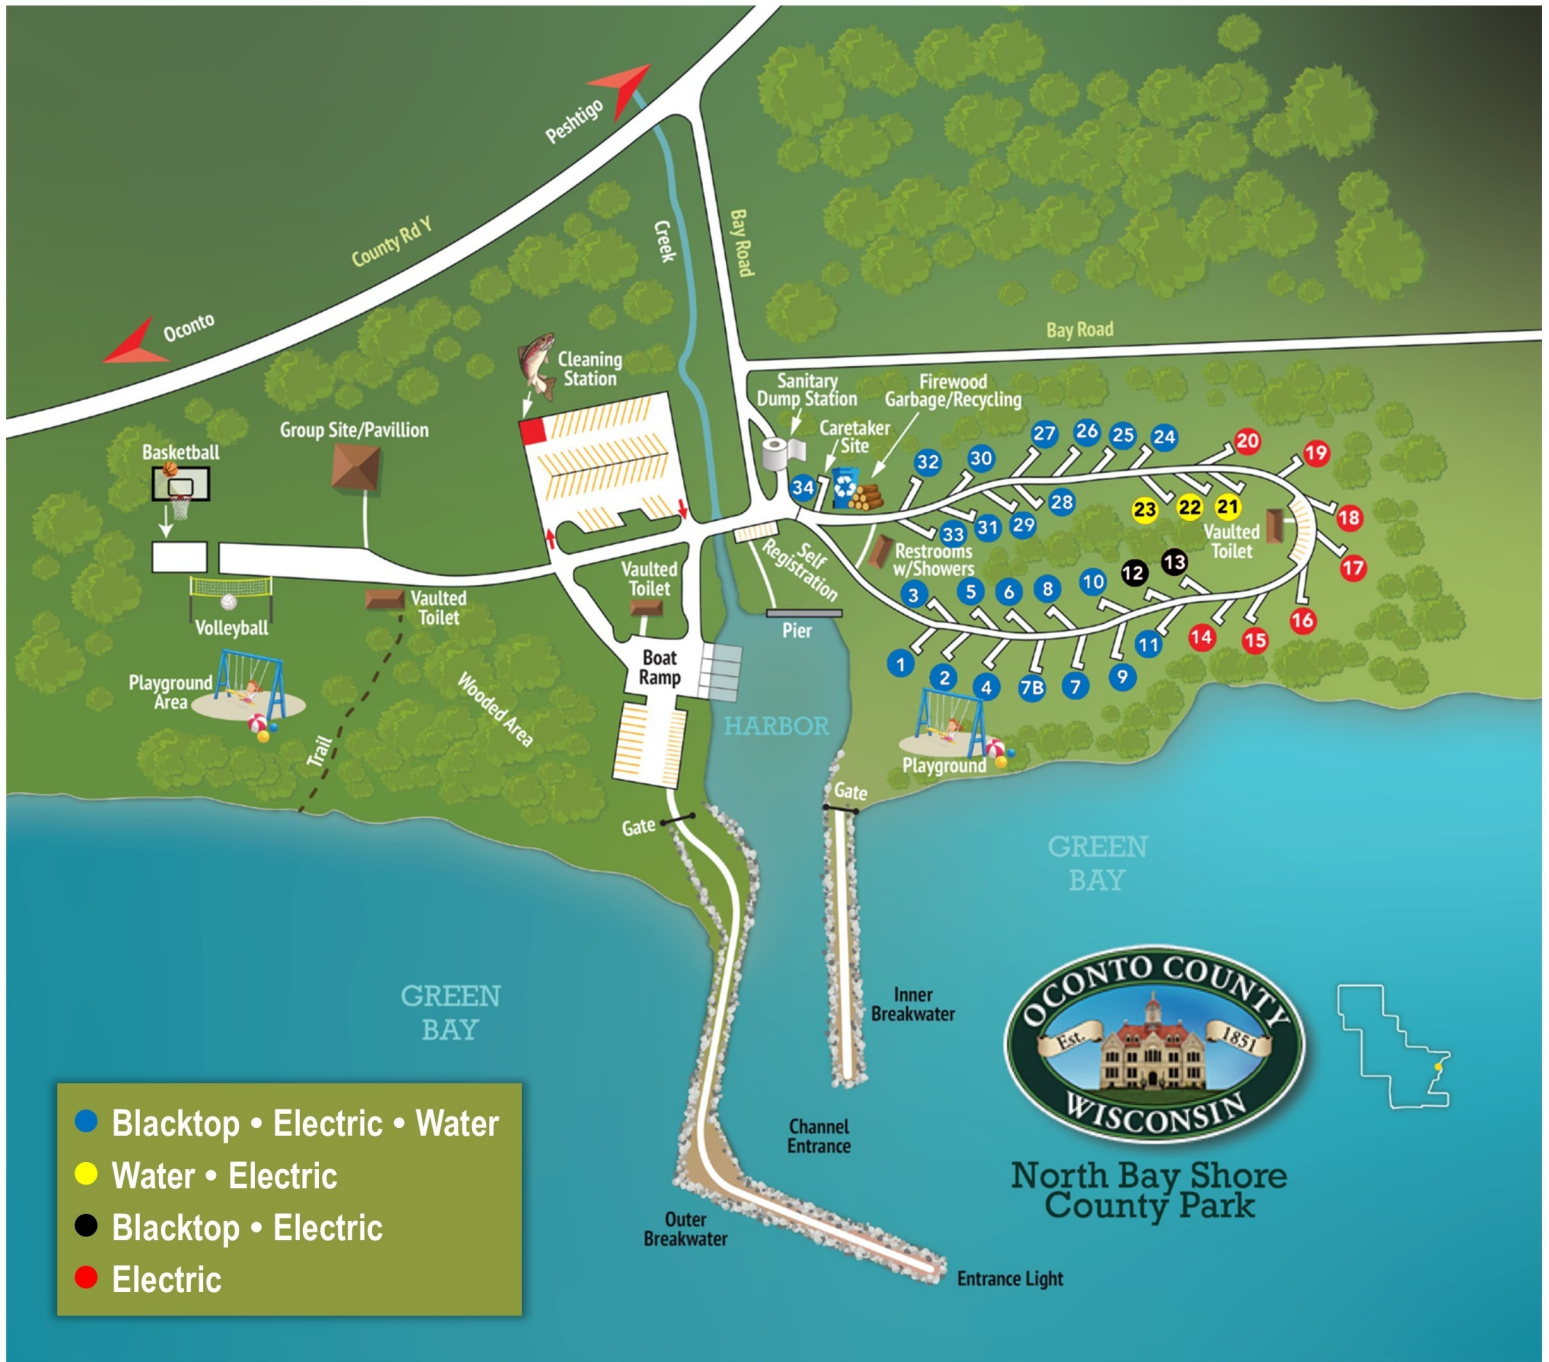 Peshtigo
County Rd Y
Bay Road
Creek
Oconto
Bay Road
Cleaning
Station
Sanitary
Dump Station
Firewood
Garbage/Recycling
Caretaker
Site
Group Site/Pavillion
Basketball
27
26
25
24
20
19
32
30
34
28
23
22
21
18
33
31
29
Vaulted
Toilet
Self
Registration
Restrooms
w/Showers
17
12
13
3
5
6
8
10
16
Vaulted
Toilet
Vaulted
Toilet
Volleyball
Pier
1
2
4
7B
7
9
11
14
15
Boat
Ramp
Playground
Area
Wooded Area
Trail
HARBOR
Playground
Gate
Gate
GREEN
BAY
GREEN
BAY
Inner
Breakwater
OCONTO COUNTY
Est.
1851
WISCONSIN
Channel
Entrance
North Bay Shore
County Park
Outer
Breakwater
Entrance Light
Blacktop • Electric • Water
Water • Electric
Blacktop • Electric
Electric